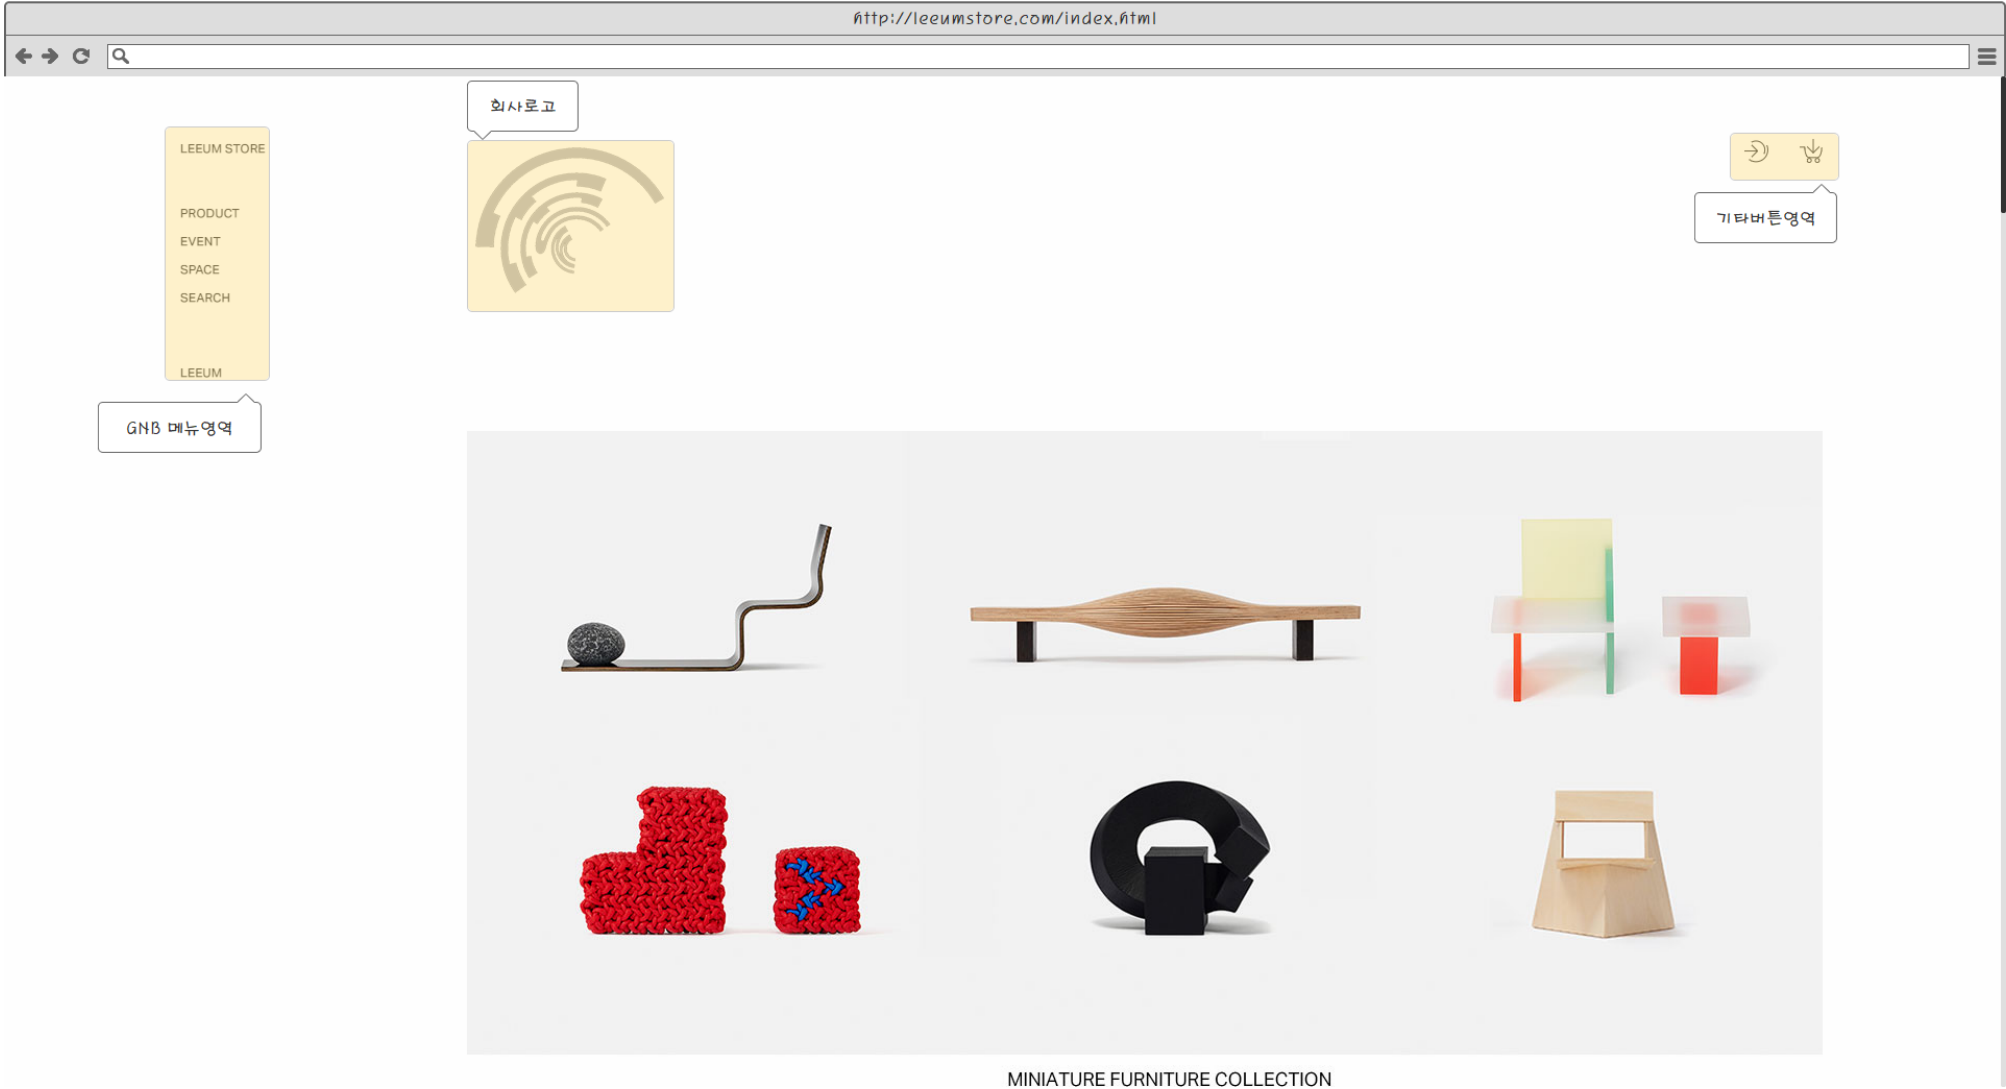 http://leeumstore.com/index.html
회사로고
LEEUM STORE
PRODUCT
EVENT
SPACE
SEARCH
LEEUM
GNB 메뉴영역
기타버튼영역
MINIATURE FURNITURE COLLECTION